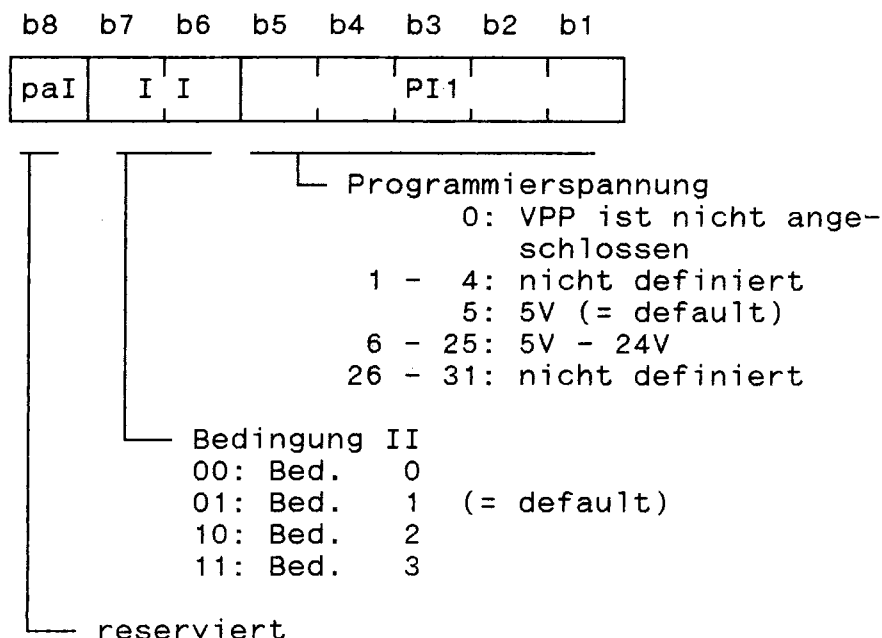 b8 b7 b6 b5 b4 b3 b2 b1
paI I I PI1
Programmierspannung
0: VPP ist nicht ange-
schlossen
1 - 4: nicht definiert
5: 5V (= default)
6 - 25: 5V - 24V
26 - 31: nicht definiert
Bedingung II
00: Bed. 0
01: Bed. 1 (= default)
10: Bed. 2
11: Bed. 3
reserviert